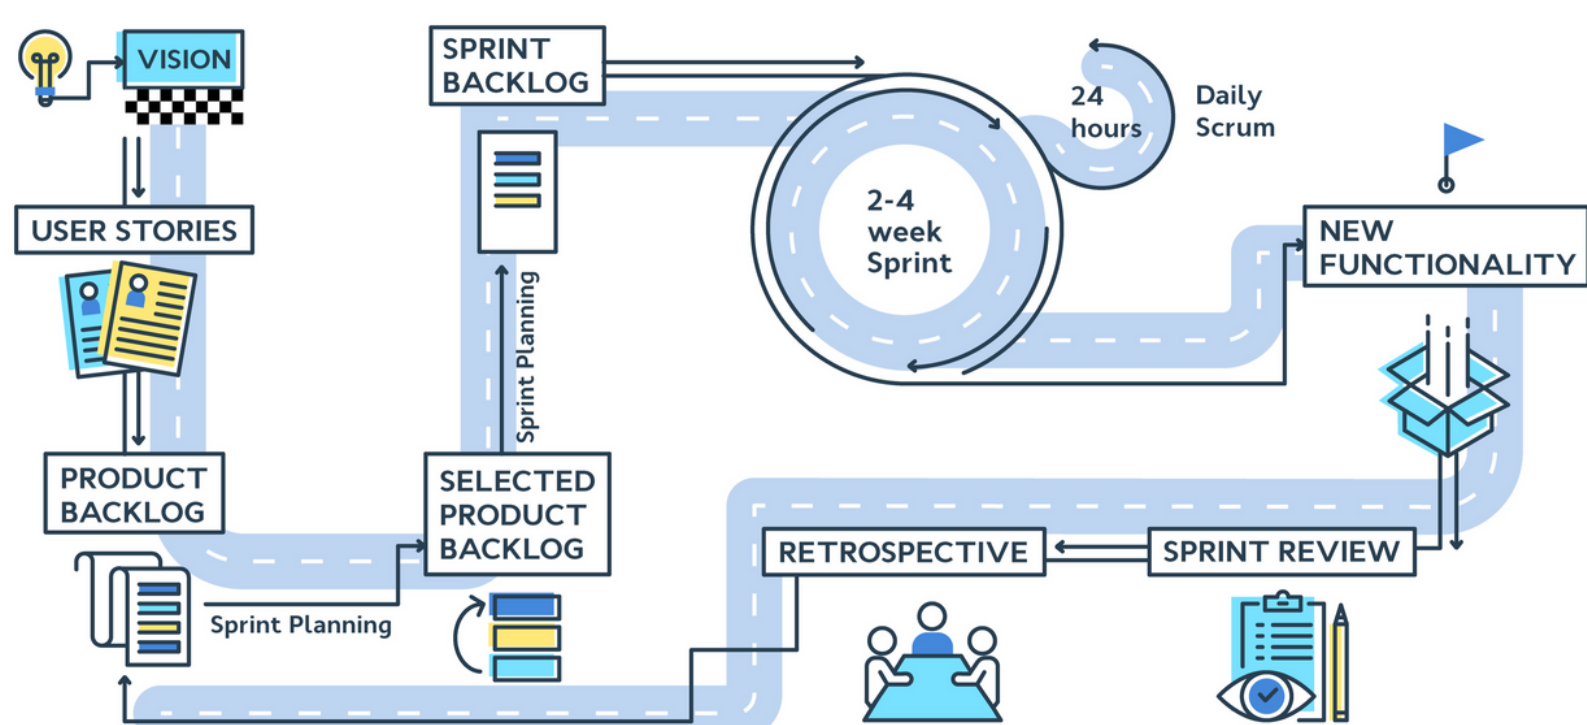 VISION
USER STORIES
PRODUCT
BACKLOG
Sprint Planning
SELECTED
PRODUCT
BACKLOG
Sprint Planning
SPRINT
BACKLOG
2-4
week
Sprint
24
hours
Daily
Scrum
NEW
FUNCTIONALITY
SPRINT REVIEW
RETROSPECTIVE